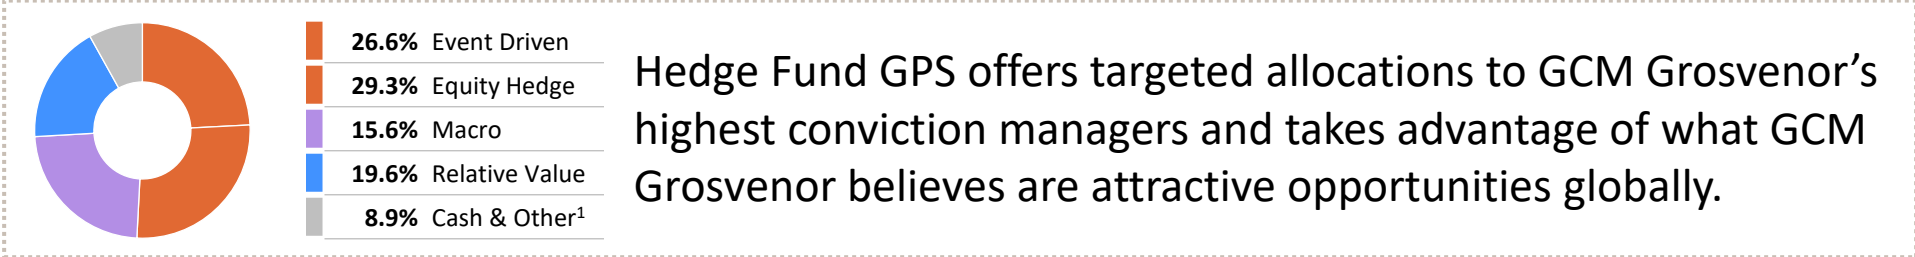 26.6% Event Driven
29.3% Equity Hedge
15.6% Macro
19.6% Relative Value
8.9% Cash & Other¹
Hedge Fund GPS offers targeted allocations to GCM Grosvenor’s
highest conviction managers and takes advantage of what GCM
Grosvenor believes are attractive opportunities globally.